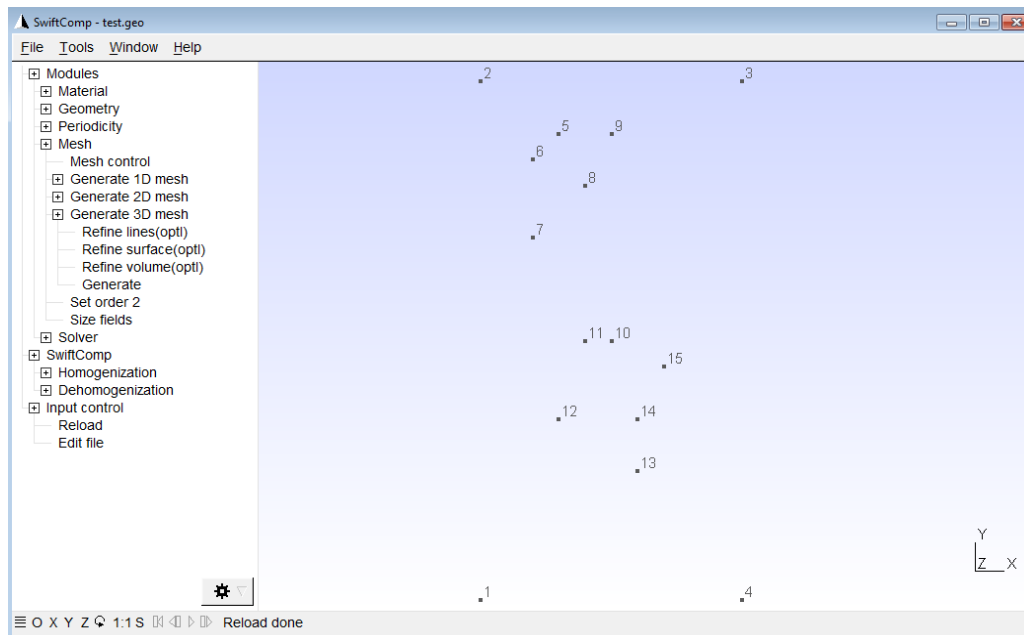 SwiftComp - test.geo
File Tools Window Help
Modules
Material
Geometry
Periodicity
Mesh
Mesh control
Generate 1D mesh
Generate 2D mesh
Generate 3D mesh
Refine lines(optl)
Refine surface(optl)
Refine volume(optl)
Generate
Set order 2
Size fields
Solver
SwiftComp
Homogenization
Dehomogenization
Input control
Reload
Edit file
2 3
5 9
6
8
7
11 10
15
12 14
13
Y
Z X
1 4
O X Y Z 1:1 S Reload done